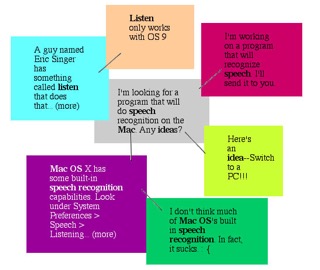 Listen
only works
with OS 9
A guy named
Eric Singer
has
something
called listen
that does
that... (more)
I'm working
on a program
that will
recognize
speech. I'll
send it to you.
I'm looking for a
program that will
do speech
recognition on the
Mac. Any ideas?
Here's
an
idea--Switch
to a
PC!!!
Mac OS X has
some built-in
speech recognition
capabilities. Look
under System
Preferences >
Speech >
Listening... (more)
I don't think much
of Mac OS's built
in speech
recognition. In fact,
it sucks. : (